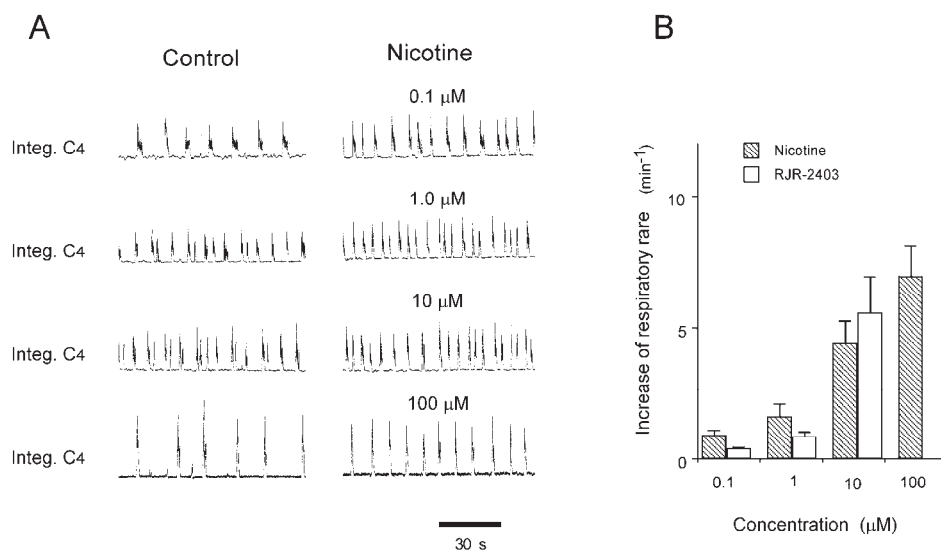 A
Control
Nicotine
0.1 μM
Integ. C4
1.0 μM
Integ. C4
10 μM
Integ. C4
100 μM
Integ. C4
30 s
B
Nicotine
RJR-2403
Increase of respiratory rare (min⁻¹)
10
5
0
0.1
1
10
100
Concentration (μM)